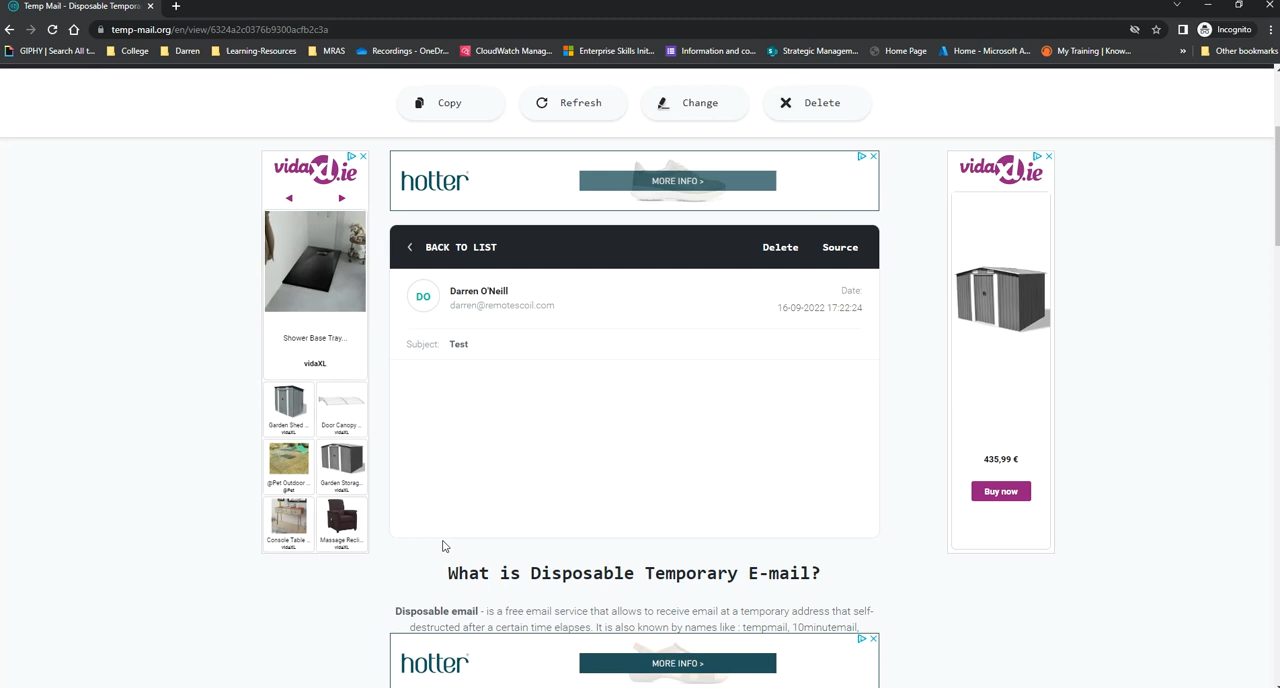 Temp Mail - Disposable Tempora
temp-mail.org/en/view/6324a2c0376b9300acfb2c3a
Incognito
GIPHY | Search All t...
College
Darren
Learning-Resources
MRAS
Recordings - OneDr...
CloudWatch Manag...
Enterprise Skills Init...
Information and co...
Strategic Managem...
Home Page
Home - Microsoft A...
My Training | Know...
»
Other bookmarks
Copy
Refresh
Change
Delete
vidaXL.ie
Shower Base Tray...
vidaXL
Garden Shed ...
vidaXL
Door Canopy ...
vidaXL
@Pet Outdoor ...
@Pet
Garden Storag...
vidaXL
Console Table ...
vidaXL
Massage Recli...
vidaXL
hotter
MORE INFO >
BACK TO LIST
Delete
Source
DO
Darren O'Neill
darren@remotescoil.com
Date:
16-09-2022 17:22:24
Subject: Test
What is Disposable Temporary E-mail?
Disposable email - is a free email service that allows to receive email at a temporary address that self-
destructed after a certain time elapses. It is also known by names like : tempmail, 10minutemail,
hotter
MORE INFO >
vidaXL.ie
435,99 €
Buy now